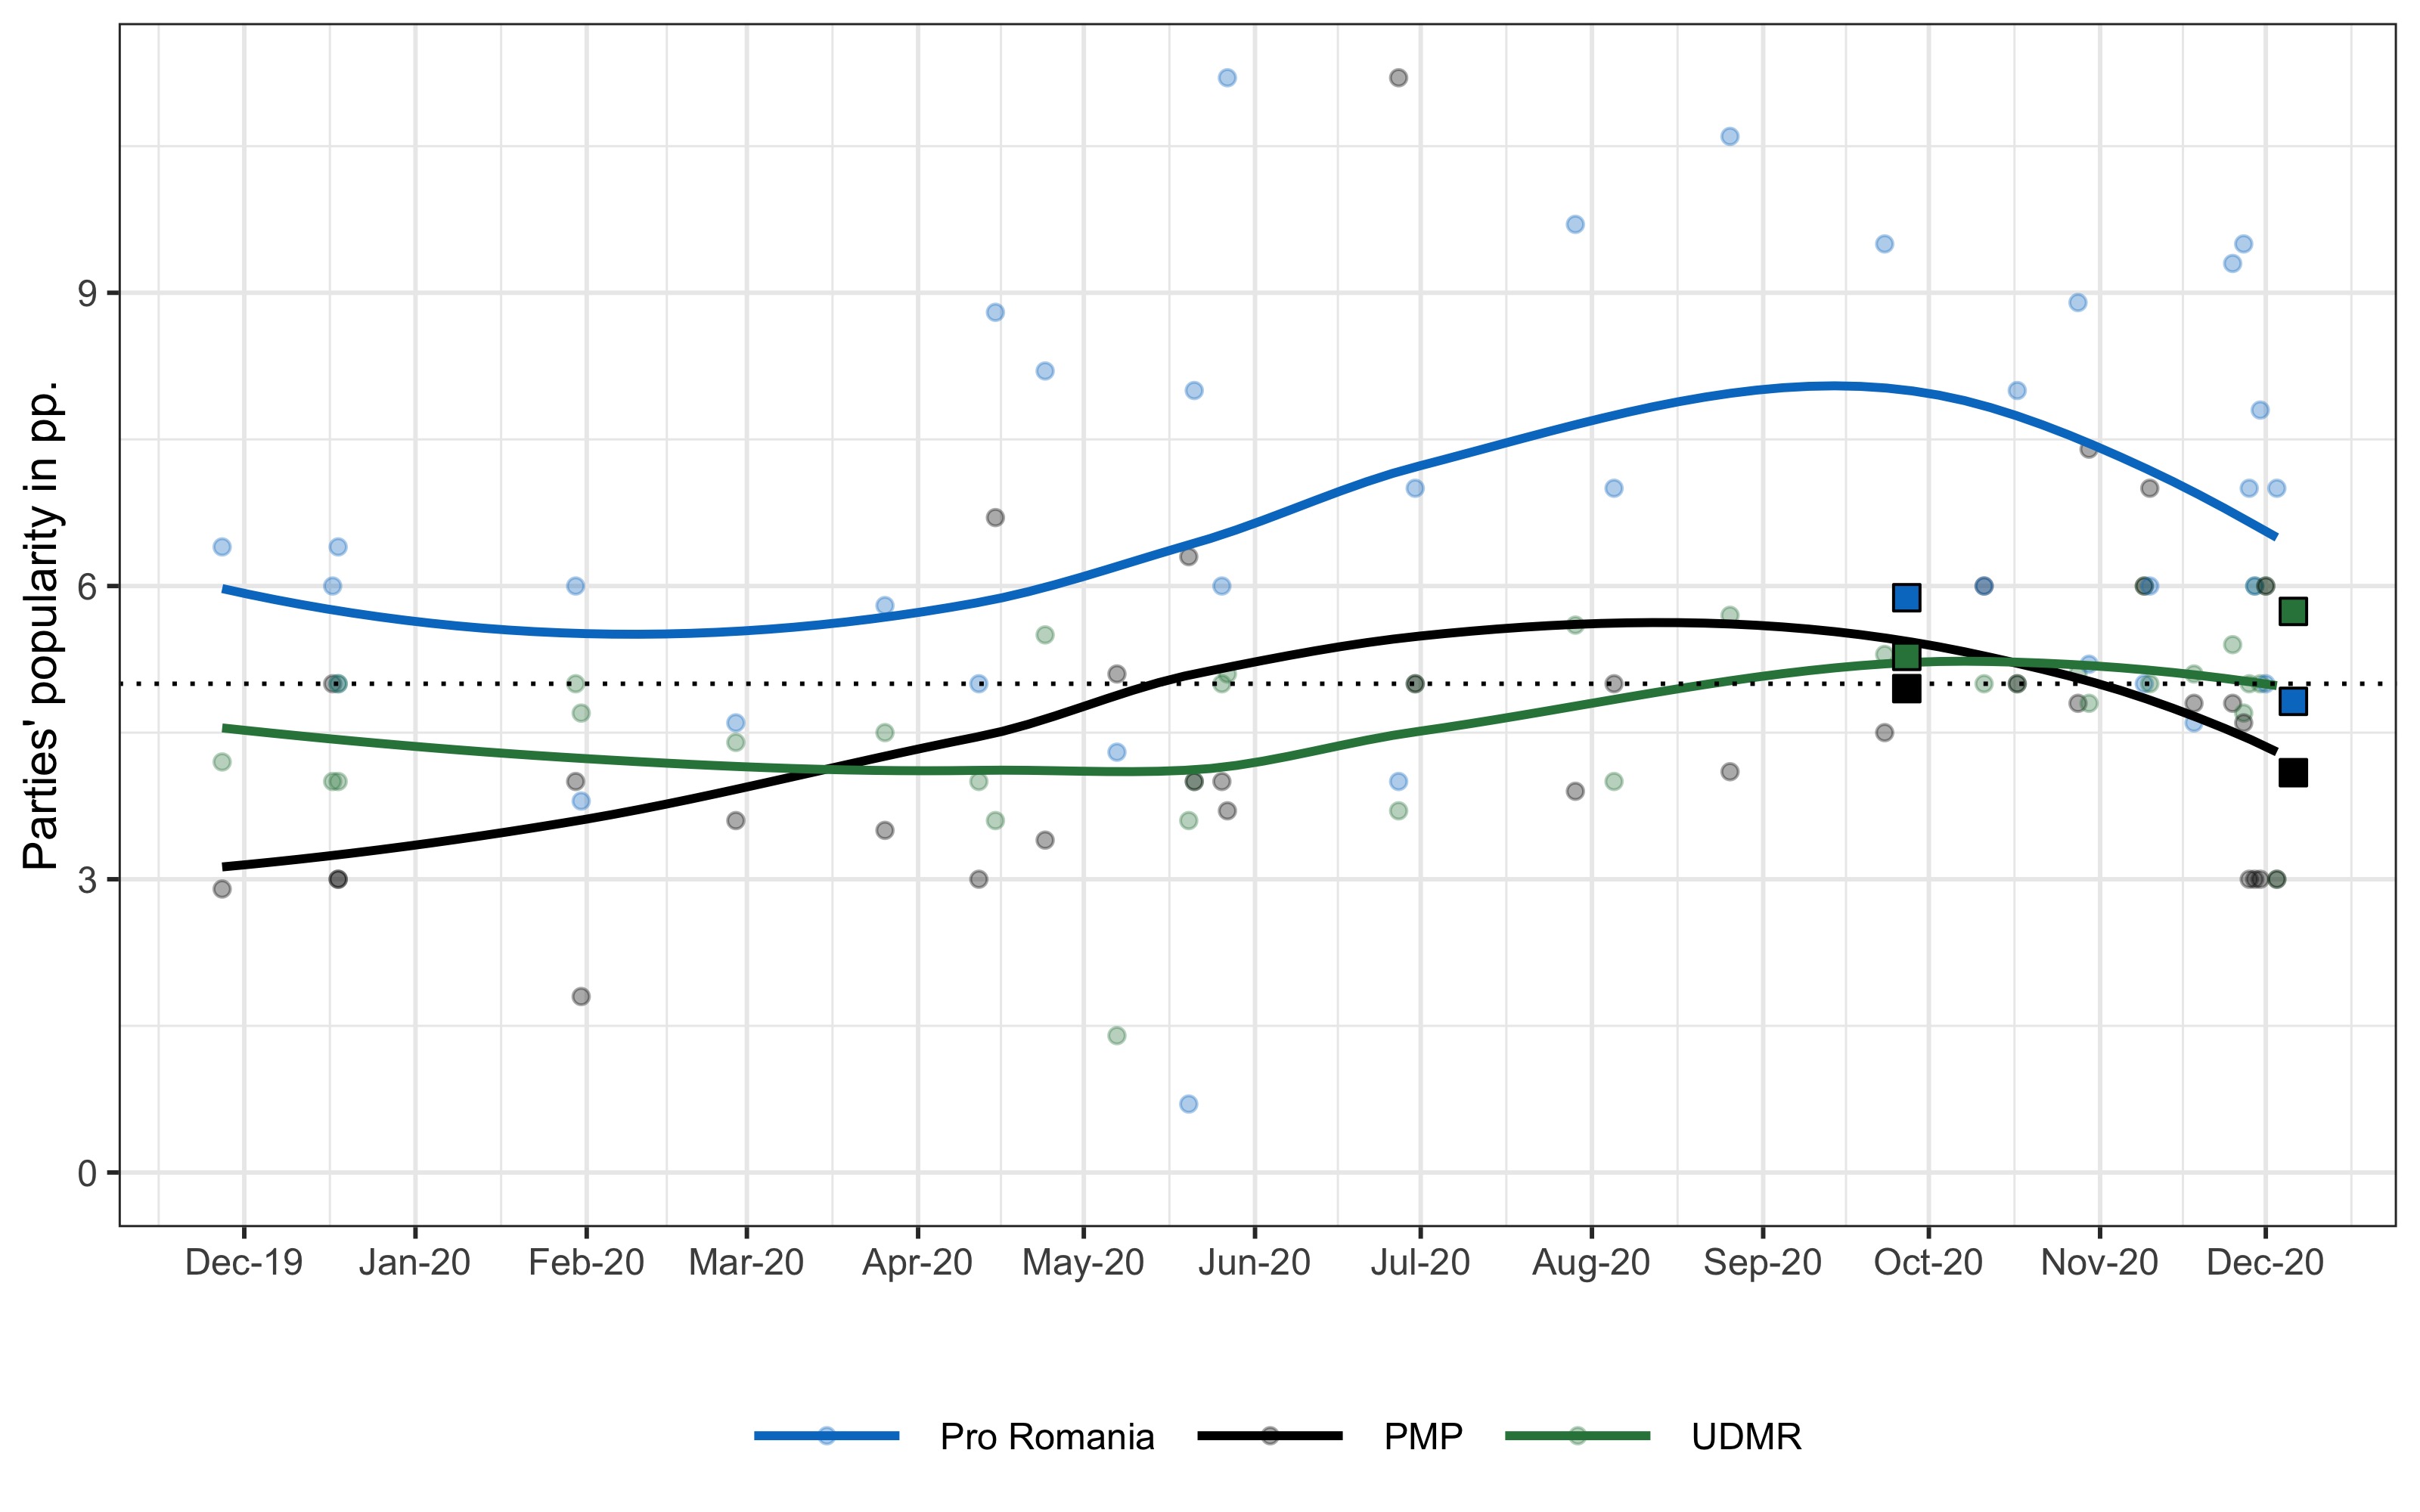 Parties' popularity in pp.
9
6
3
0
Dec-19 Jan-20 Feb-20 Mar-20 Apr-20 May-20 Jun-20 Jul-20 Aug-20 Sep-20 Oct-20 Nov-20 Dec-20
Pro Romania PMP UDMR